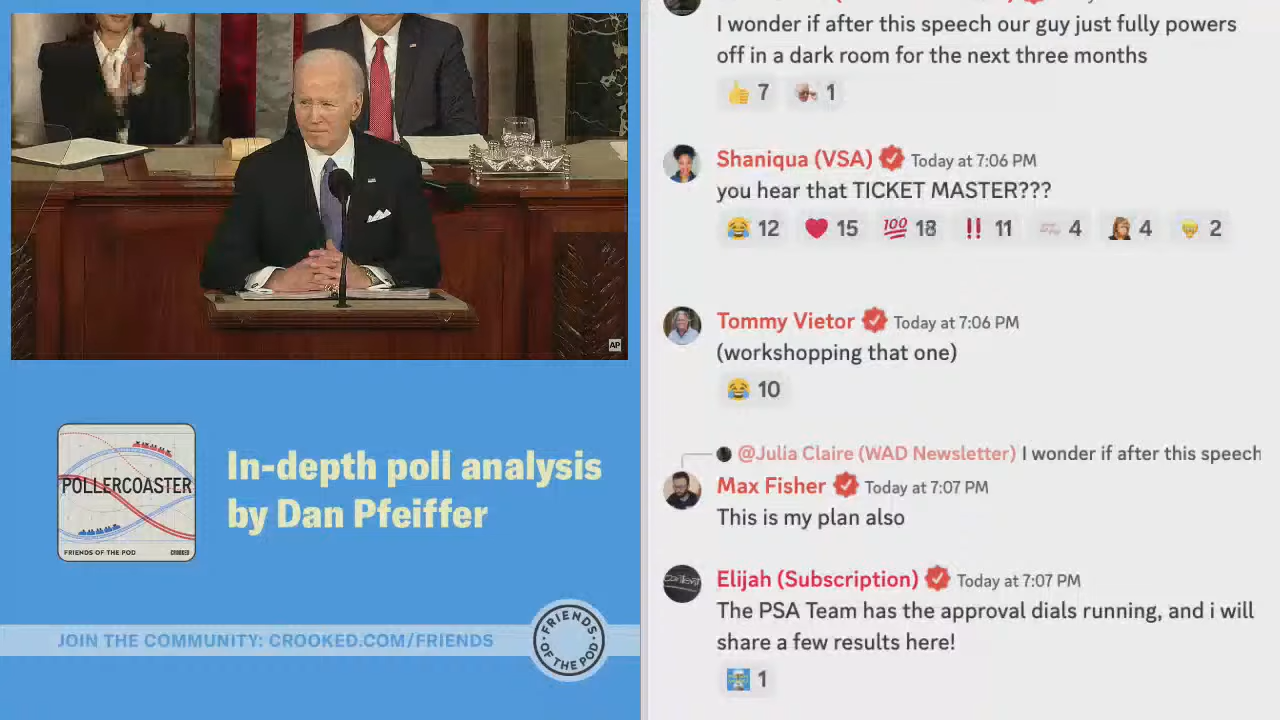 AP
POLLERCOASTER
FRIENDS OF THE POD
CROOKED
In-depth poll analysis
by Dan Pfeiffer
JOIN THE COMMUNITY: CROOKED.COM/FRIENDS
FRIENDS
OF THE POD
I wonder if after this speech our guy just fully powers
off in a dark room for the next three months
👍 7 1
Shaniqua (VSA) Today at 7:06 PM
you hear that TICKET MASTER???
😂 12 ❤️ 15 💯 18 ‼️ 11 4 4 2
Tommy Vietor Today at 7:06 PM
(workshopping that one)
😂 10
@Julia Claire (WAD Newsletter) I wonder if after this speech
Max Fisher Today at 7:07 PM
This is my plan also
Elijah (Subscription) Today at 7:07 PM
The PSA Team has the approval dials running, and i will
share a few results here!
1